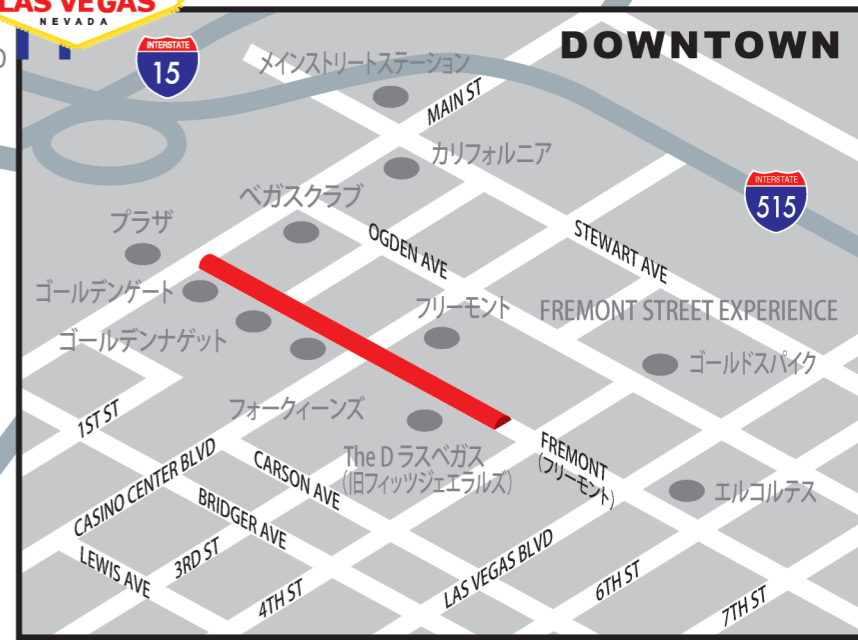 LAS VEGAS
NEVADA
DOWNTOWN
INTERSTATE
15
メインストリートステーション
MAIN ST
カリフォルニア
INTERSTATE
515
ベガスクラブ
プラザ
OGDEN AVE
STEWART AVE
ゴールデンゲート
フリーモント
FREMONT STREET EXPERIENCE
ゴールデンナゲット
ゴールドスパイク
1ST ST
フォークィーンズ
CASINO CENTER BLVD
CARSON AVE
The D ラスベガス
(旧フィッツジェエラルズ)
FREMONT
(フリーモント)
エルコルテス
BRIDGER AVE
LEWIS AVE
3RD ST
4TH ST
LAS VEGAS BLVD
6TH ST
7TH ST